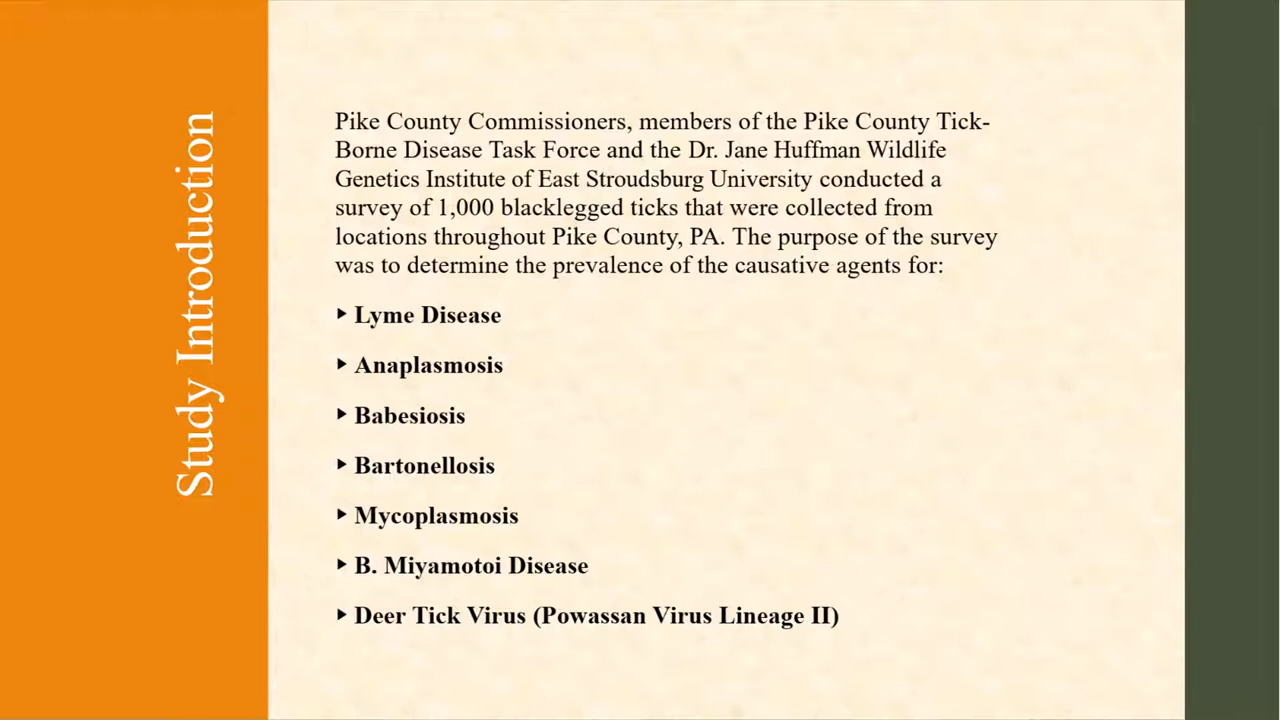 Study Introduction
Pike County Commissioners, members of the Pike County Tick-
Borne Disease Task Force and the Dr. Jane Huffman Wildlife
Genetics Institute of East Stroudsburg University conducted a
survey of 1,000 blacklegged ticks that were collected from
locations throughout Pike County, PA. The purpose of the survey
was to determine the prevalence of the causative agents for:
Lyme Disease
Anaplasmosis
Babesiosis
Bartonellosis
Mycoplasmosis
B. Miyamotoi Disease
Deer Tick Virus (Powassan Virus Lineage II)